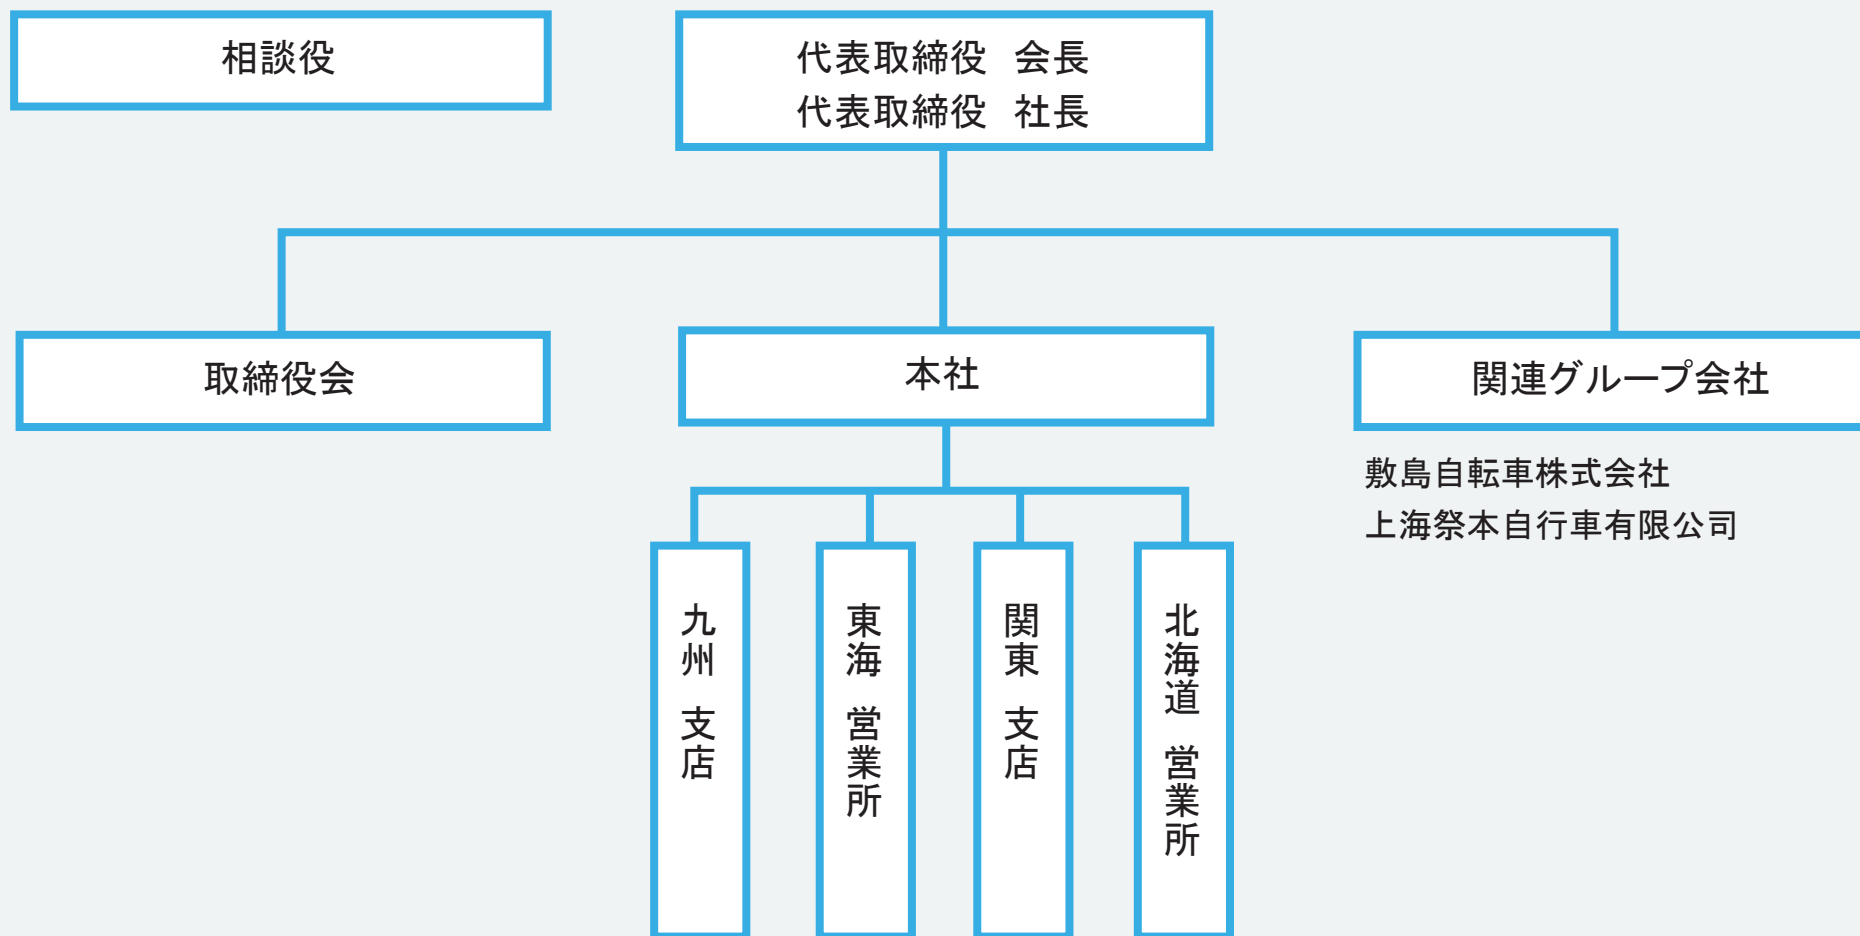 相談役
代表取締役 会長
代表取締役 社長
取締役会
本社
関連グループ会社
敷島自転車株式会社
上海祭本自行車有限公司
九州 支店
東海 営業所
関東 支店
北海道 営業所